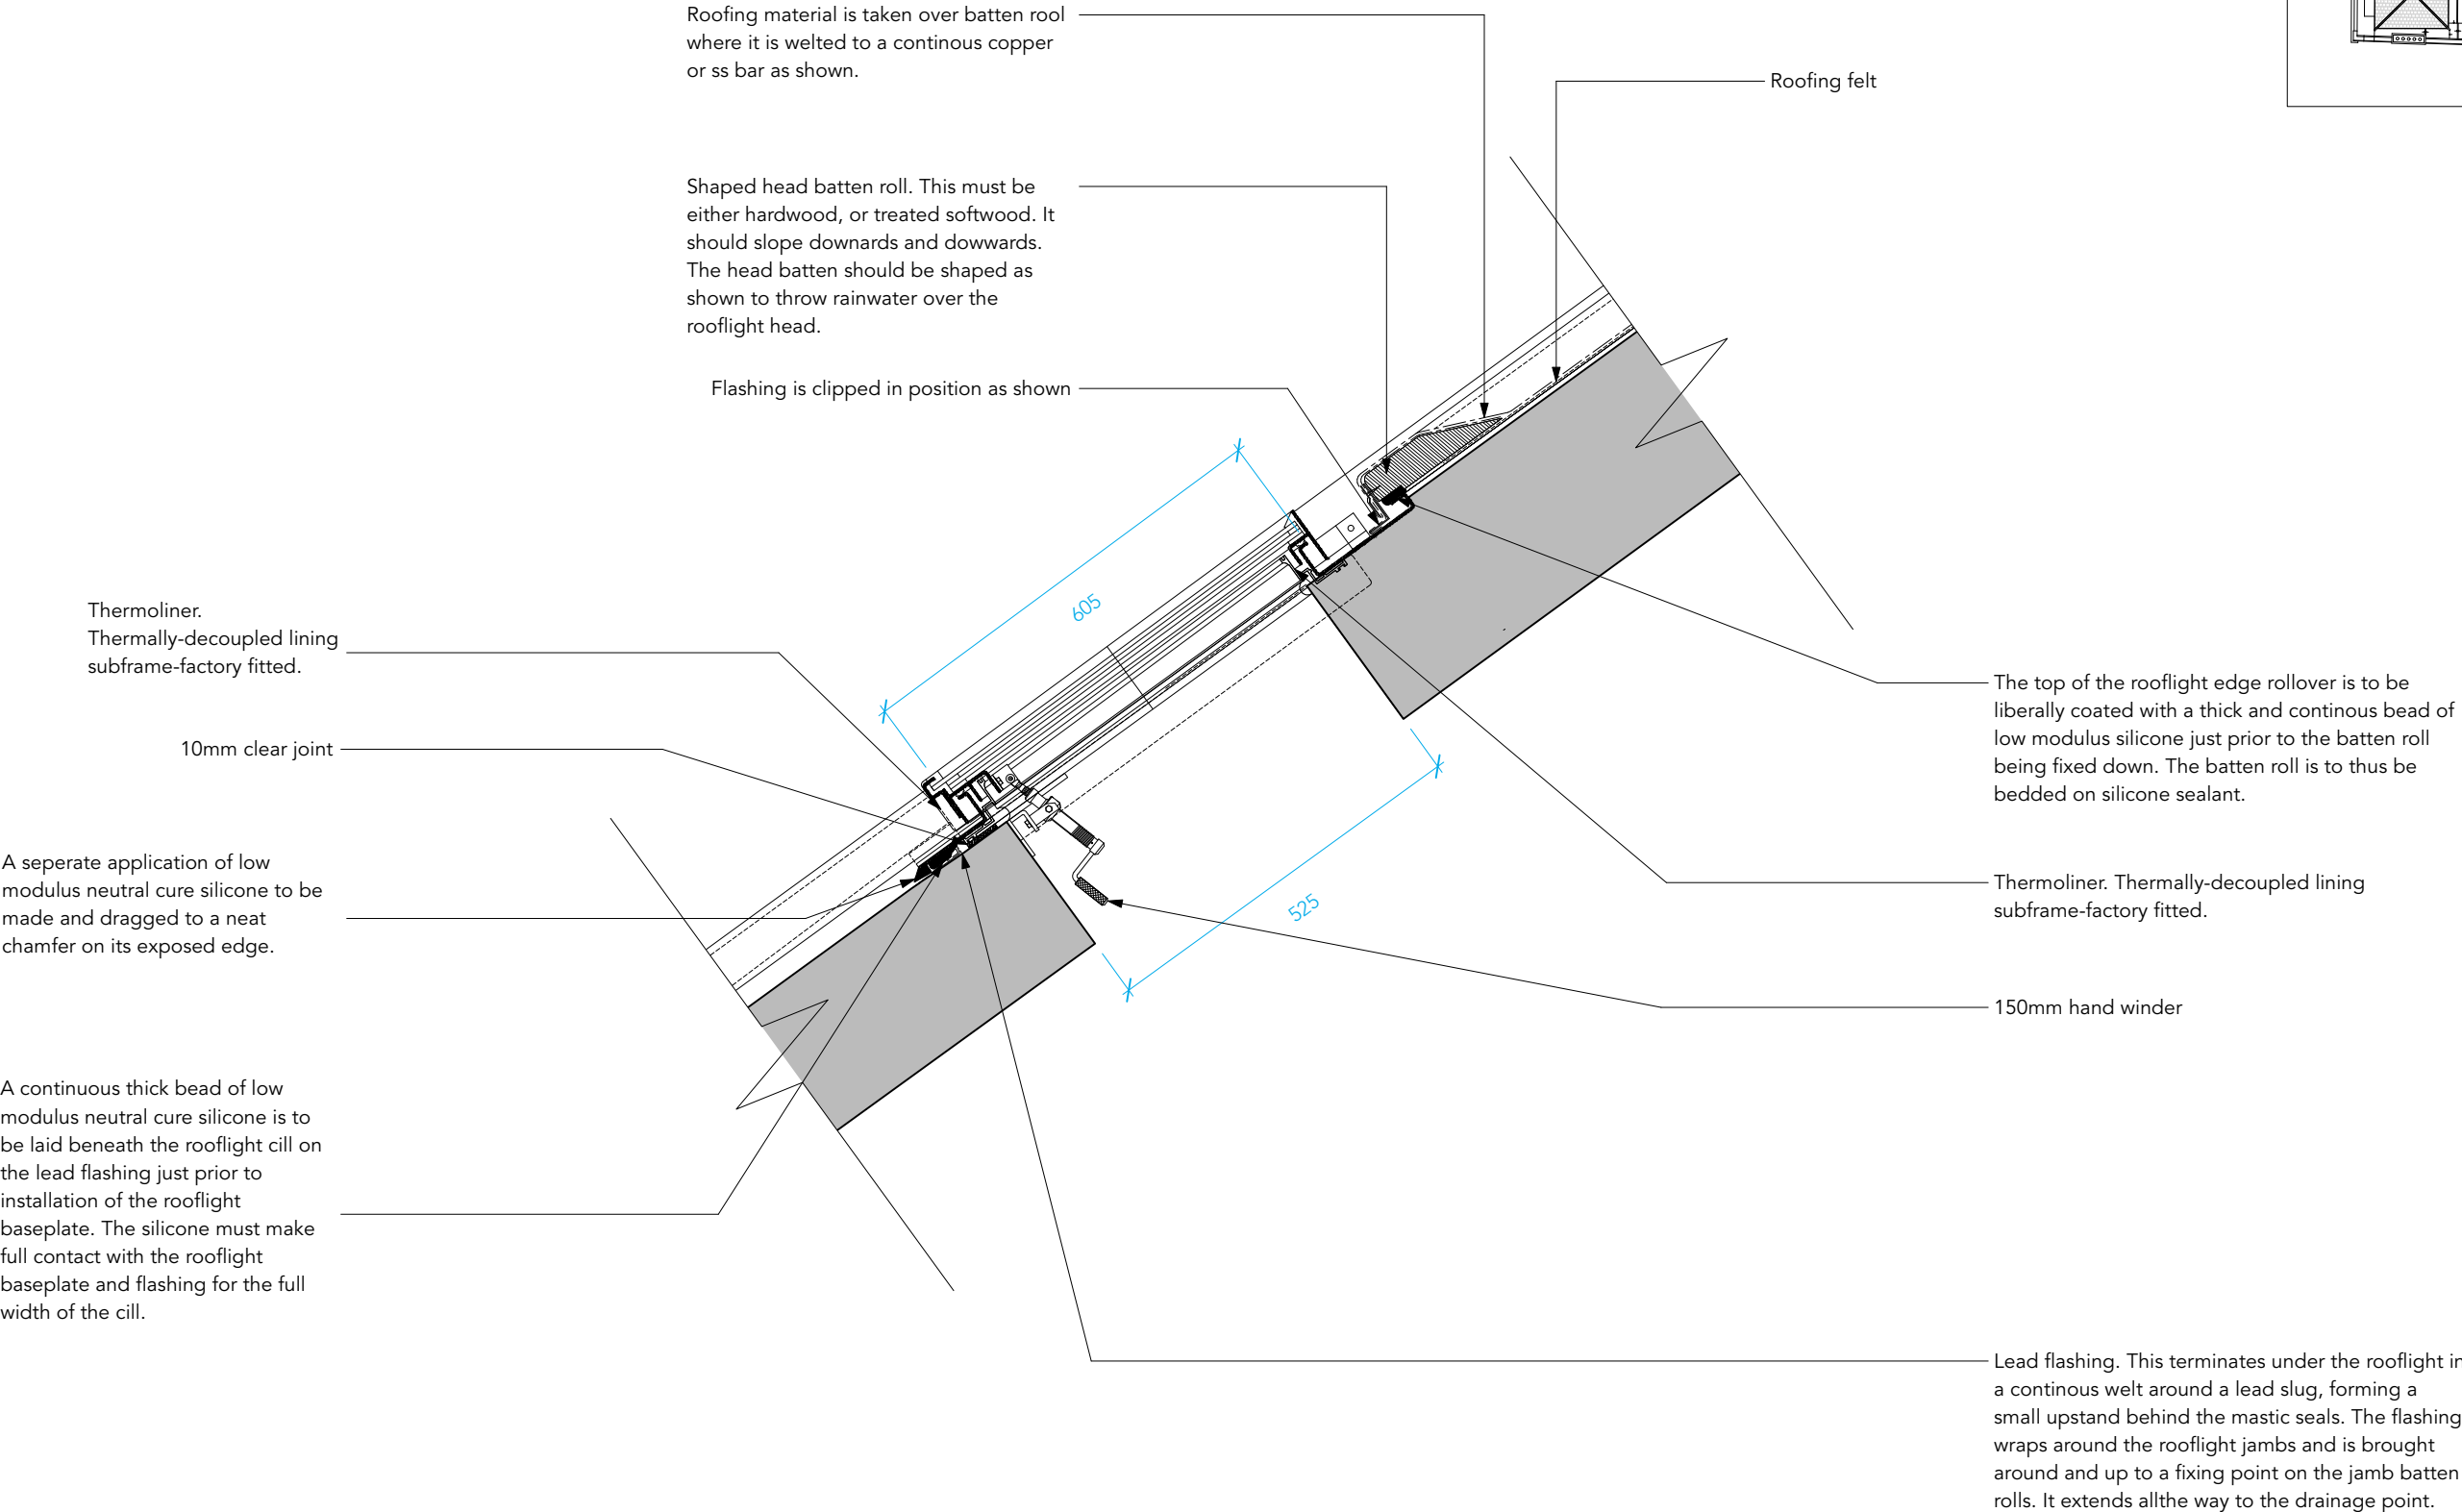 Roofing material is taken over batten rool
where it is welted to a continous copper
or ss bar as shown.
Roofing felt
Shaped head batten roll. This must be
either hardwood, or treated softwood. It
should slope downards and dowwards.
The head batten should be shaped as
shown to throw rainwater over the
rooflight head.
Flashing is clipped in position as shown
605
Thermoliner.
Thermally-decoupled lining
subframe-factory fitted.
10mm clear joint
The top of the rooflight edge rollover is to be
liberally coated with a thick and continous bead of
low modulus silicone just prior to the batten roll
being fixed down. The batten roll is to thus be
bedded on silicone sealant.
A seperate application of low
modulus neutral cure silicone to be
made and dragged to a neat
chamfer on its exposed edge.
525
Thermoliner. Thermally-decoupled lining
subframe-factory fitted.
150mm hand winder
A continuous thick bead of low
modulus neutral cure silicone is to
be laid beneath the rooflight cill on
the lead flashing just prior to
installation of the rooflight
baseplate. The silicone must make
full contact with the rooflight
baseplate and flashing for the full
width of the cill.
Lead flashing. This terminates under the rooflight in
a continous welt around a lead slug, forming a
small upstand behind the mastic seals. The flashing
wraps around the rooflight jambs and is brought
around and up to a fixing point on the jamb batten
rolls. It extends allthe way to the drainage point.